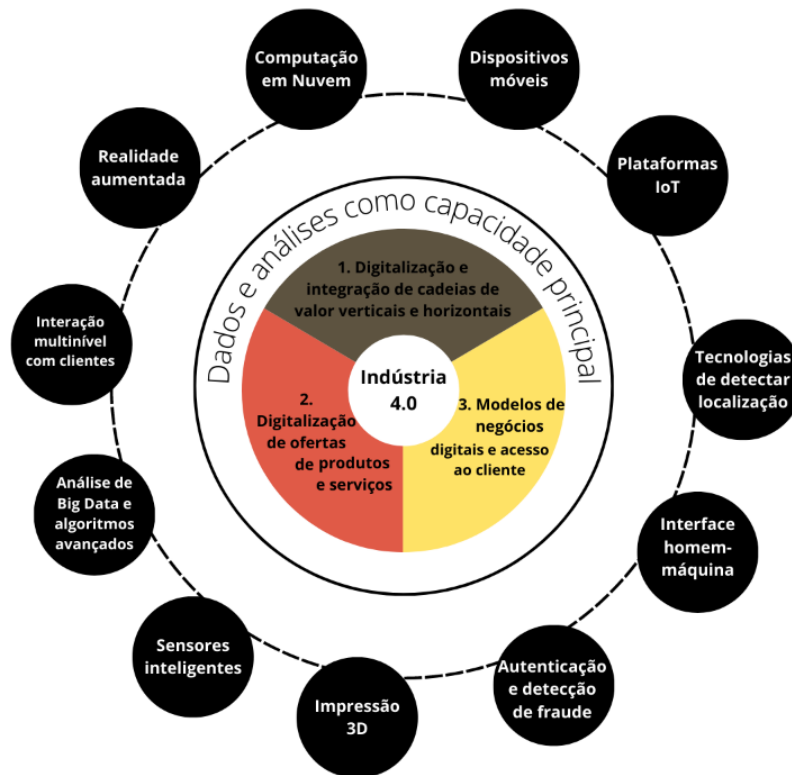 Computação
em Nuvem
Dispositivos
móveis
Realidade
aumentada
Plataformas
IoT
Dados e análises como capacidade principal
1. Digitalização e
integração de cadeias de
valor verticais e horizontais
Interação
multinível
com clientes
Indústria
4.0
Tecnologias
de detectar
localização
2.
Digitalização
de ofertas
de produtos
e serviços
3. Modelos de
negócios
digitais e acesso
ao cliente
Análise de
Big Data e
algoritmos
avançados
Interface
homem-
máquina
Sensores
inteligentes
Autenticação
e detecção
de fraude
Impressão
3D